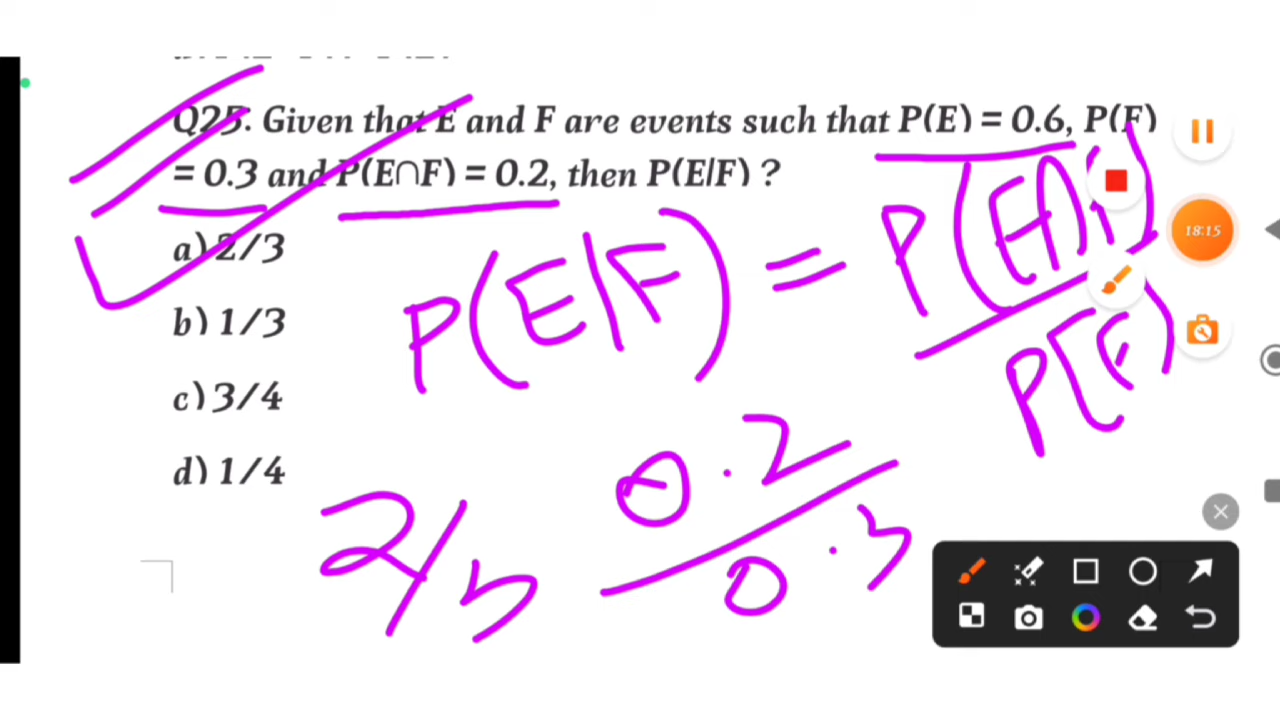 Q25. Given that E and F are events such that P(E) = 0.6, P(F)
= 0.3 and P(E∩F) = 0.2, then P(E|F) ?
a) 2/3
b) 1/3
c) 3/4
d) 1/4
P(E|F) = P(E∩F)
P(F)
0.2
0.3
2/3
18:15